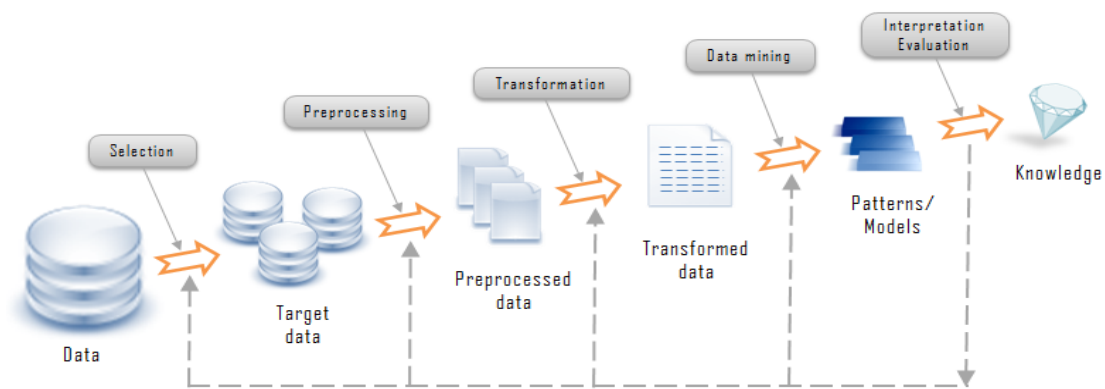 Interpretation
Evaluation
Data mining
Transformation
Preprocessing
Selection
Knowledge
Patterns/
Models
Transformed
data
Preprocessed
data
Target
data
Data